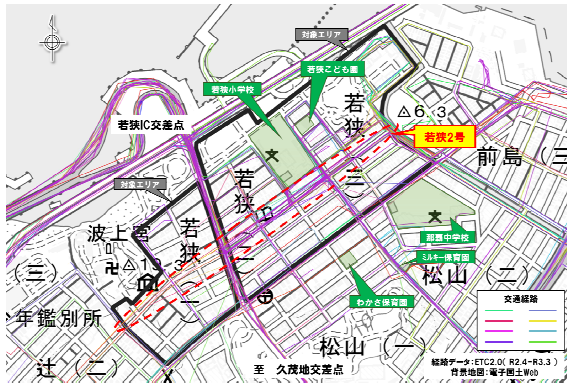 対象エリア
若狭こども園
若狭小学校
若狭IC交差点
若狭
(三)
△6.3
若狭2号
前島(三
対象エリア
若狭
(二)
若狭
(一)
波上宮
卍
△13.3
那覇中学校
ミルキー保育園
松山(二)
(三)
少年鑑別所
辻(二)
わかさ保育園
松山(一)
至 久茂地交差点
交通経路
経路データ:ETC2.0( R2.4-R3.3 )
背景地図:電子国土Web